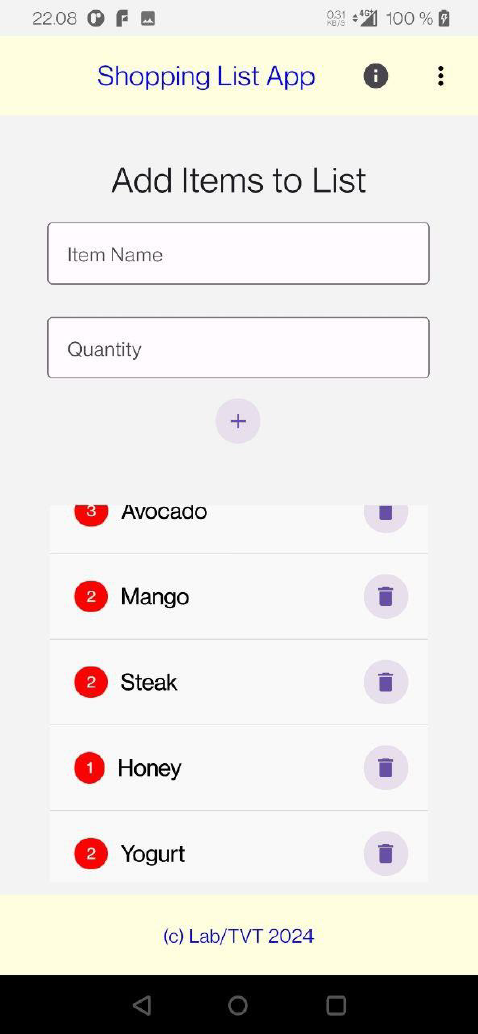 22.08 0.31 KB/S 4G+ 100 %
Shopping List App
Add Items to List
Item Name
Quantity
+
3 Avocado
2 Mango
2 Steak
1 Honey
2 Yogurt
(c) Lab/TVT 2024